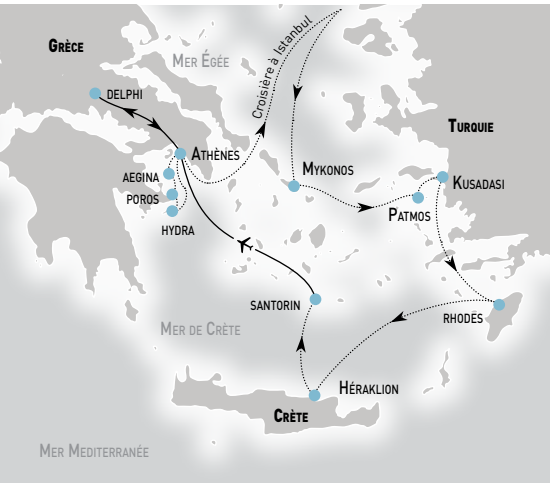 GRÈCE
MER ÉGÉE
Croisière à Istanbul
DELPHI
TURQUIE
ATHÈNES
MYKONOS
AEGINA
KUSADASI
POROS
PATMOS
HYDRA
SANTORIN
RHODES
MER DE CRÈTE
HÉRAKLION
CRÈTE
MER MEDITERRANÉE